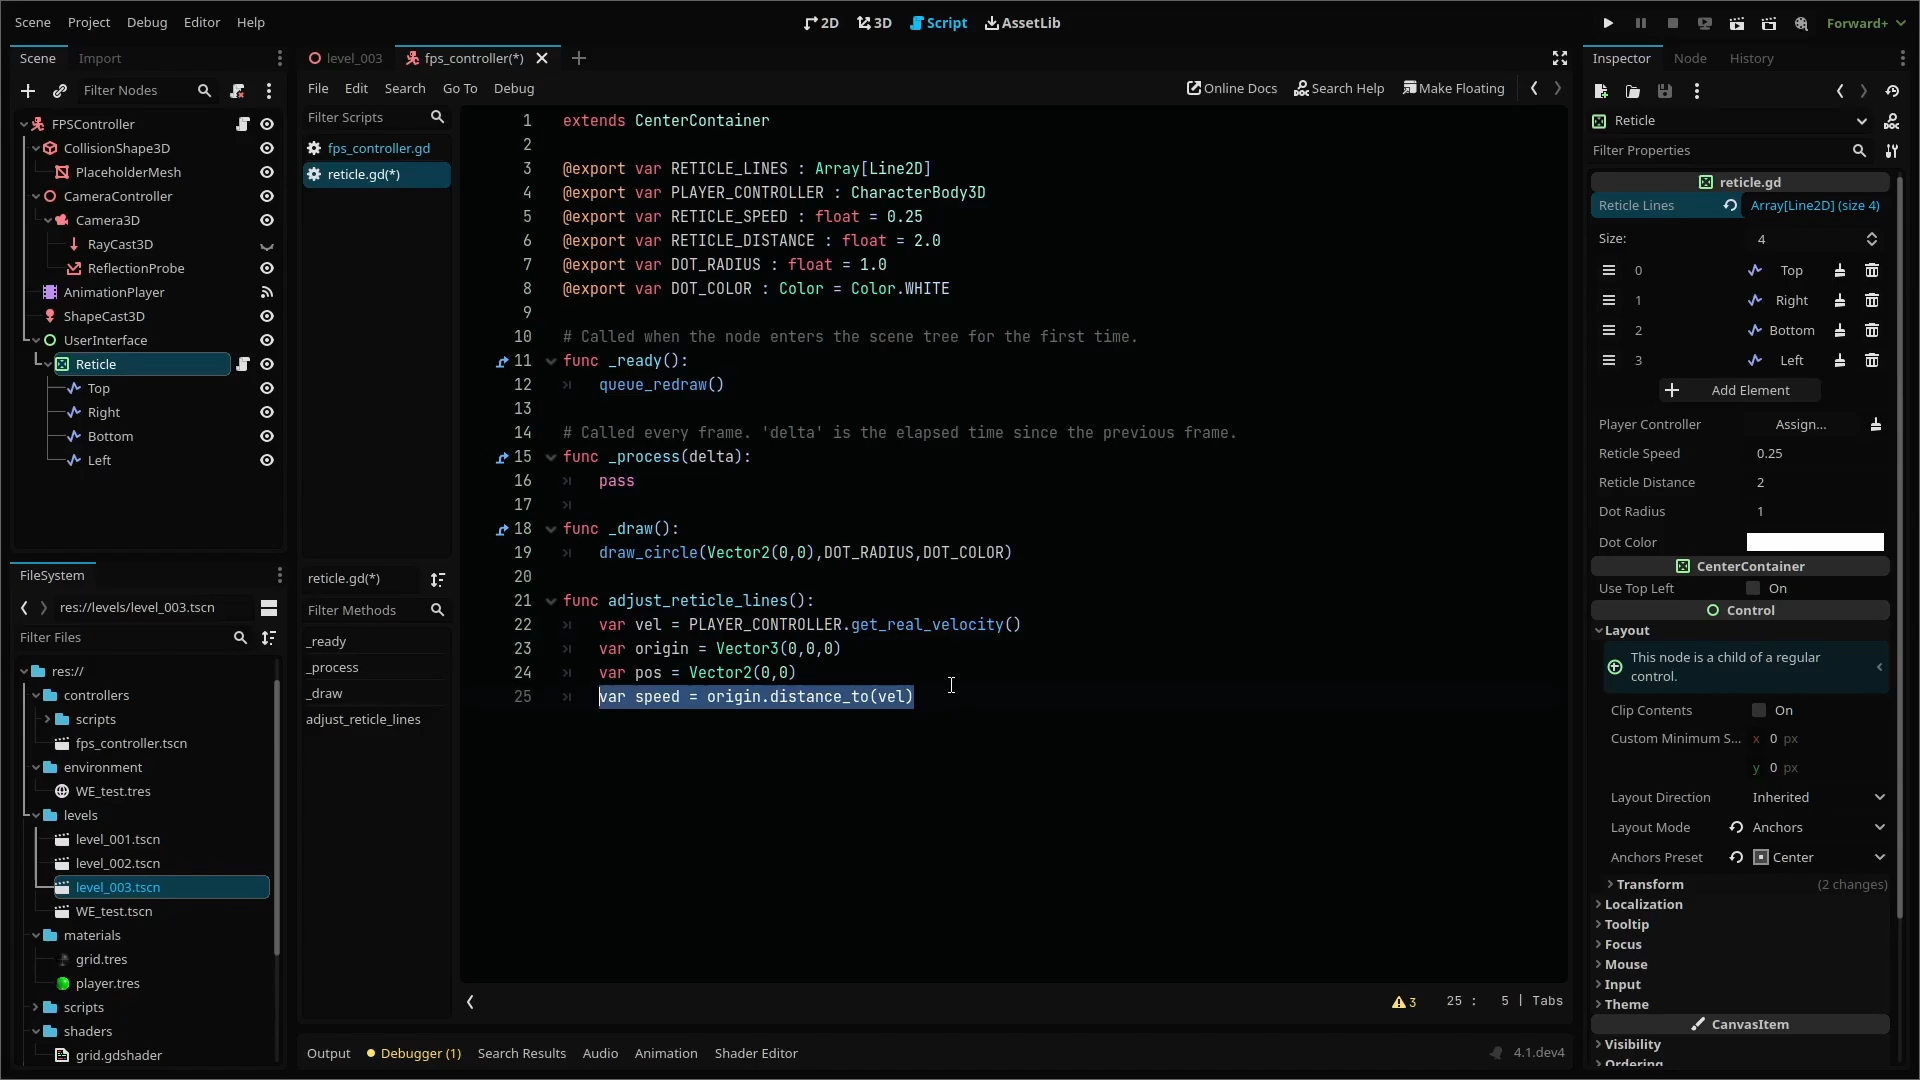 Scene Project Debug Editor Help
2D 3D Script AssetLib
Forward+
Scene Import
Filter Nodes
FPSController
CollisionShape3D
PlaceholderMesh
CameraController
Camera3D
RayCast3D
ReflectionProbe
AnimationPlayer
ShapeCast3D
UserInterface
Reticle
Top
Right
Bottom
Left
FileSystem
res://levels/level_003.tscn
Filter Files
res://
controllers
scripts
fps_controller.tscn
environment
WE_test.tres
levels
level_001.tscn
level_002.tscn
level_003.tscn
WE_test.tscn
materials
grid.tres
player.tres
scripts
shaders
grid.gdshader
level_003 fps_controller(*)
File Edit Search Go To Debug
Online Docs Search Help Make Floating
Filter Scripts
fps_controller.gd
reticle.gd(*)
reticle.gd(*)
Filter Methods
_ready
_process
_draw
adjust_reticle_lines
1 extends CenterContainer
2
3 @export var RETICLE_LINES : Array[Line2D]
4 @export var PLAYER_CONTROLLER : CharacterBody3D
5 @export var RETICLE_SPEED : float = 0.25
6 @export var RETICLE_DISTANCE : float = 2.0
7 @export var DOT_RADIUS : float = 1.0
8 @export var DOT_COLOR : Color = Color.WHITE
9
10 # Called when the node enters the scene tree for the first time.
11 func _ready():
12 queue_redraw()
13
14 # Called every frame. 'delta' is the elapsed time since the previous frame.
15 func _process(delta):
16 pass
17
18 func _draw():
19 draw_circle(Vector2(0,0),DOT_RADIUS,DOT_COLOR)
20
21 func adjust_reticle_lines():
22 var vel = PLAYER_CONTROLLER.get_real_velocity()
23 var origin = Vector3(0,0,0)
24 var pos = Vector2(0,0)
25 var speed = origin.distance_to(vel)
3 25 : 5 | Tabs
Output Debugger (1) Search Results Audio Animation Shader Editor
4.1.dev4
Inspector Node History
Reticle
Filter Properties
reticle.gd
Reticle Lines Array[Line2D] (size 4)
Size: 4
0 Top
1 Right
2 Bottom
3 Left
Add Element
Player Controller Assign...
Reticle Speed 0.25
Reticle Distance 2
Dot Radius 1
Dot Color
CenterContainer
Use Top Left On
Control
Layout
This node is a child of a regular
control.
Clip Contents On
Custom Minimum S... x 0 px
y 0 px
Layout Direction Inherited
Layout Mode Anchors
Anchors Preset Center
Transform (2 changes)
Localization
Tooltip
Focus
Mouse
Input
Theme
CanvasItem
Visibility
Ordering